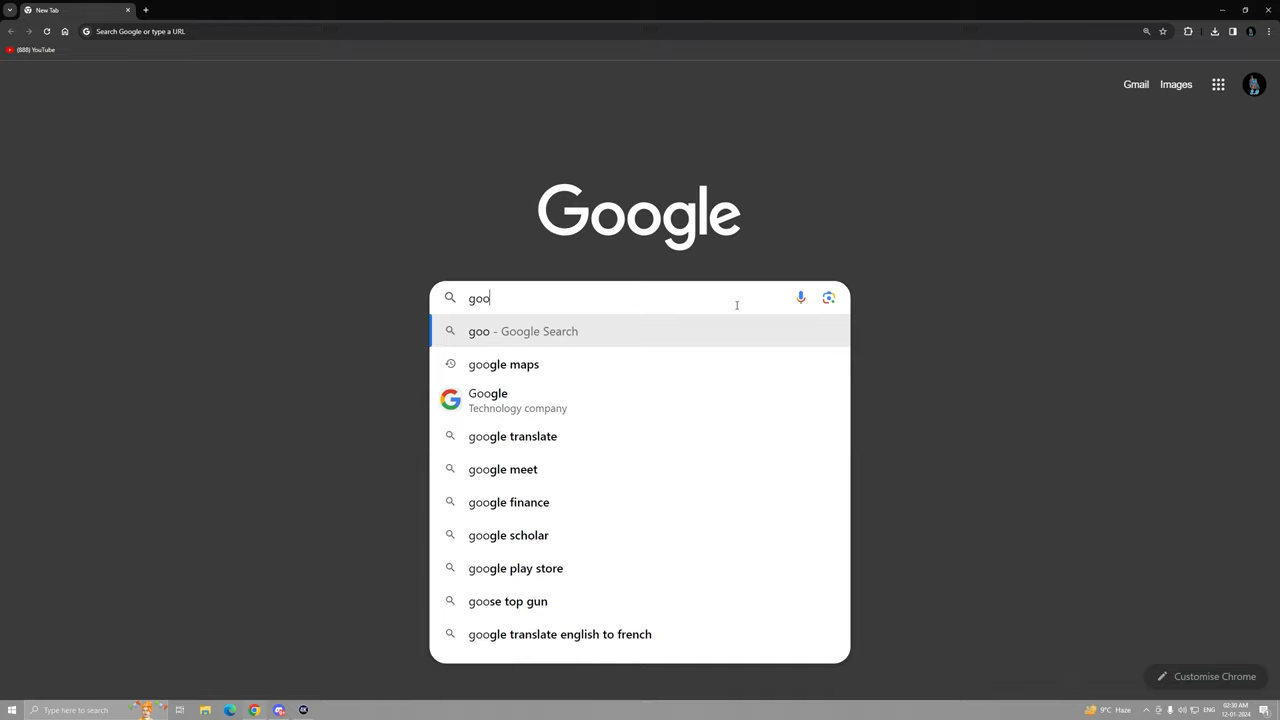 New Tab
Search Google or type a URL
(888) YouTube
Gmail Images
Google
goo
goo - Google Search
google maps
Google
Technology company
google translate
google meet
google finance
google scholar
google play store
goose top gun
google translate english to french
Customise Chrome
Type here to search
9°C Haze
ENG
02:30 AM
12-01-2024